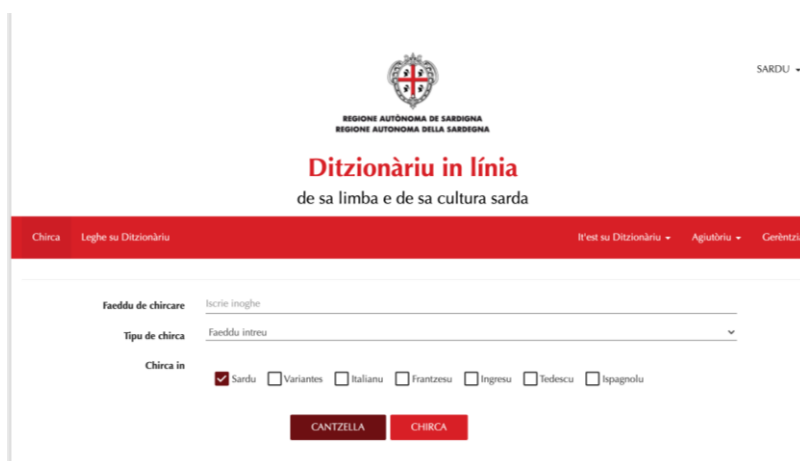 SARDU
REGIONE AUTÒNOMA DE SARDIGNA
REGIONE AUTONOMA DELLA SARDEGNA
Ditzionàriu in línia
de sa limba e de sa cultura sarda
Chirca Leghe su Ditzionàriu It'est su Ditzionàriu Agiutòriu Gerèntzia
Faeddu de chircare Iscrie inoghe
Tipu de chirca Faeddu intreu
Chirca in
Sardu Variantes Italianu Frantzesu Ingresu Tedescu Ispagnolu
CANTZELLA CHIRCA